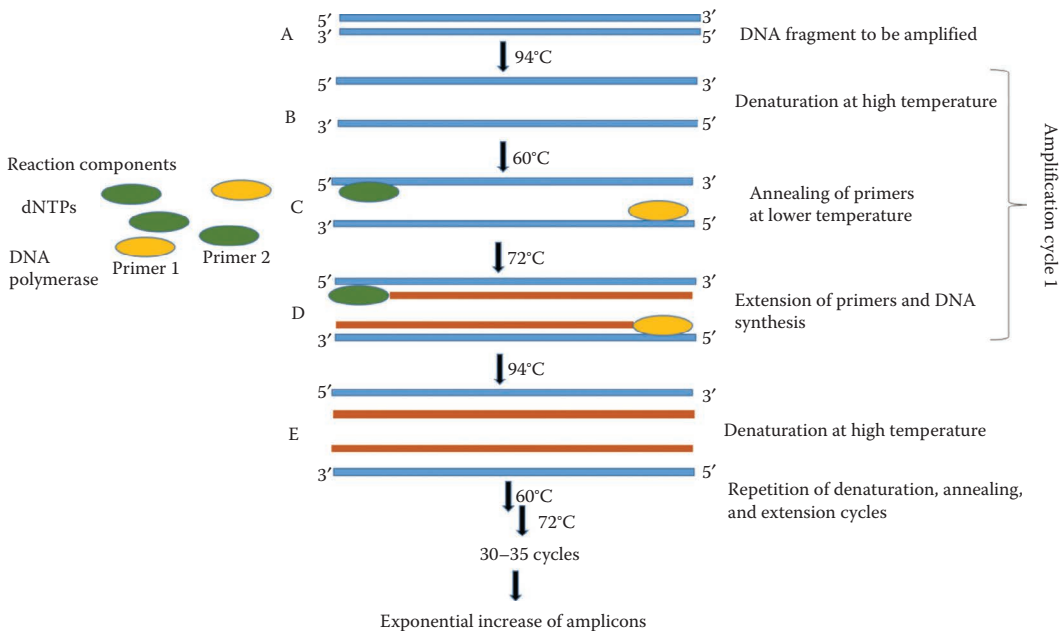 A
5′
3′
3′
5′
DNA fragment to be amplified
94°C
B
5′
3′
3′
5′
Denaturation at high temperature
60°C
Reaction components
dNTPs
DNA
polymerase
Primer 1
Primer 2
C
5′
3′
3′
5′
Annealing of primers
at lower temperature
72°C
D
5′
3′
3′
5′
Extension of primers and DNA
synthesis
Amplification cycle 1
94°C
E
5′
3′
3′
5′
Denaturation at high temperature
60°C
72°C
Repetition of denaturation, annealing,
and extension cycles
30–35 cycles
Exponential increase of amplicons